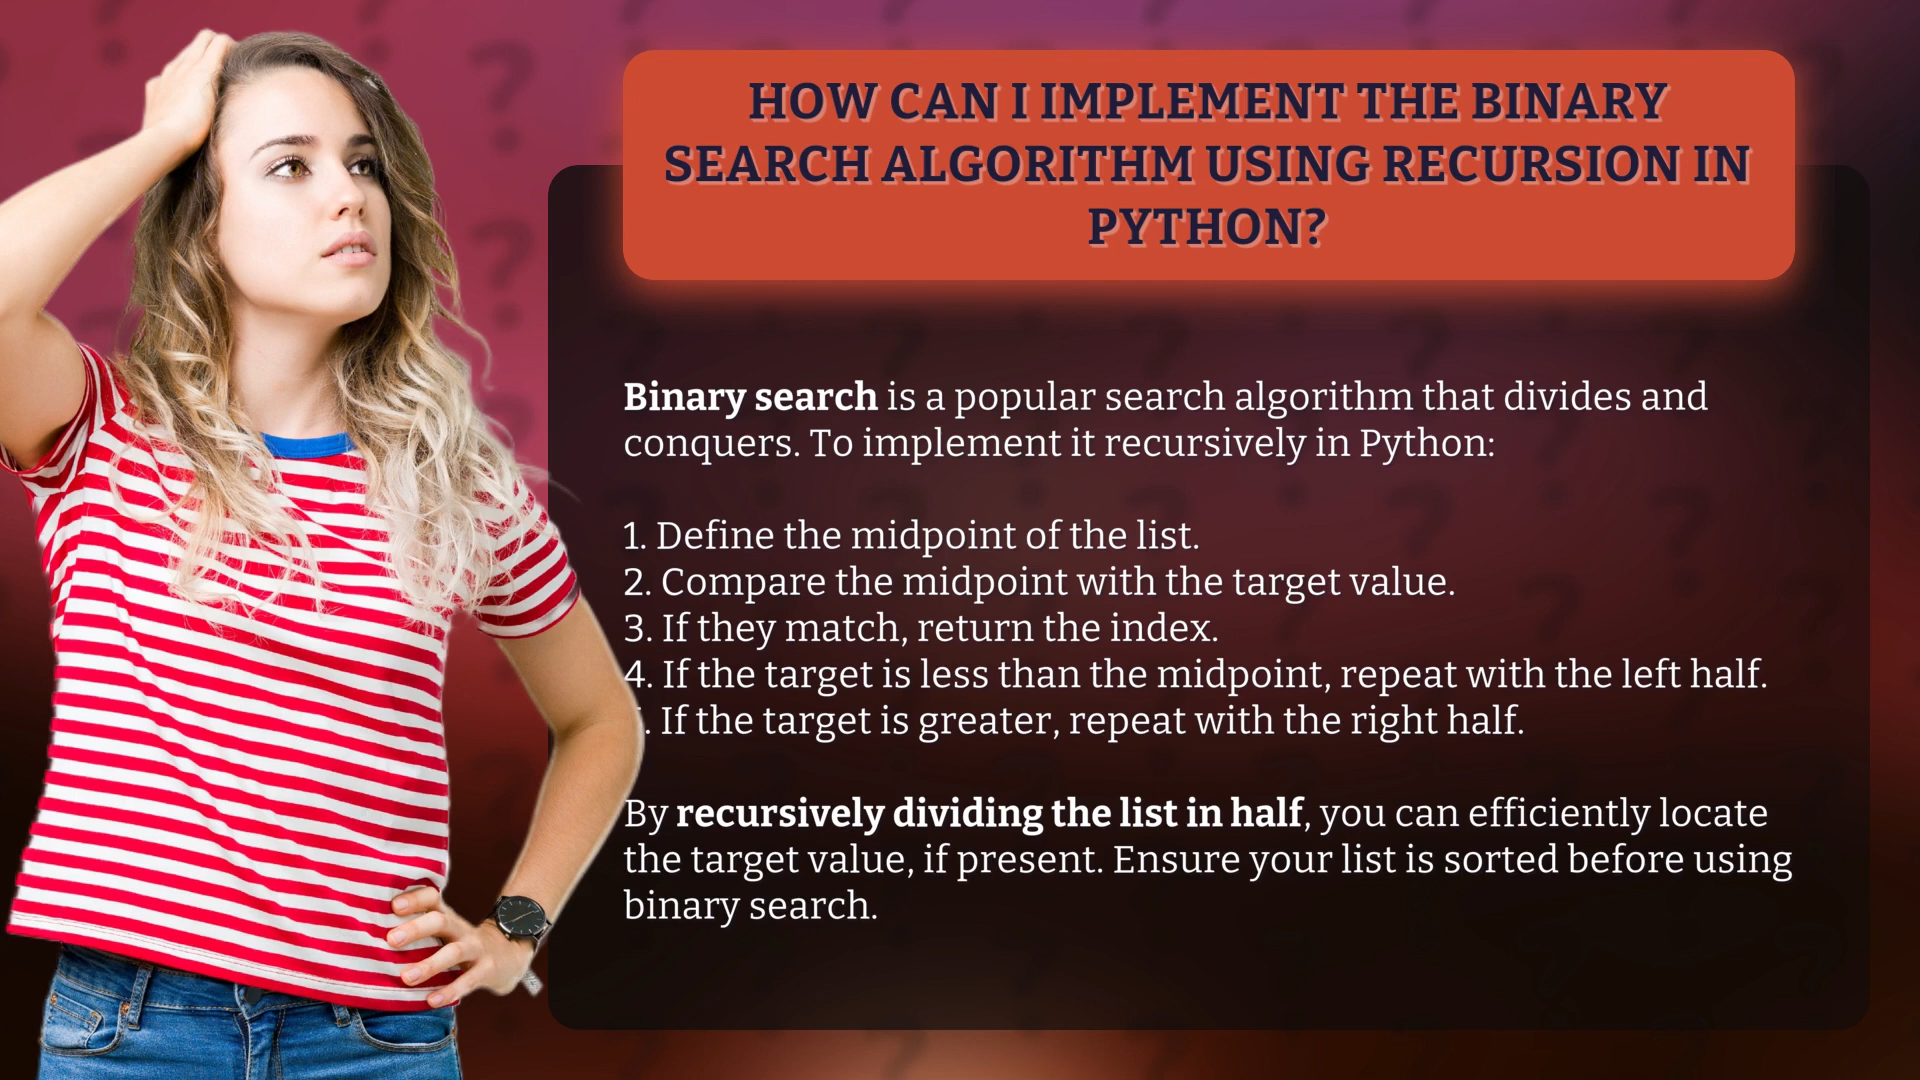 HOW CAN I IMPLEMENT THE BINARY
SEARCH ALGORITHM USING RECURSION IN
PYTHON?
Binary search is a popular search algorithm that divides and
conquers. To implement it recursively in Python:
1. Define the midpoint of the list.
2. Compare the midpoint with the target value.
3. If they match, return the index.
4. If the target is less than the midpoint, repeat with the left half.
. If the target is greater, repeat with the right half.
By recursively dividing the list in half, you can efficiently locate
the target value, if present. Ensure your list is sorted before using
binary search.